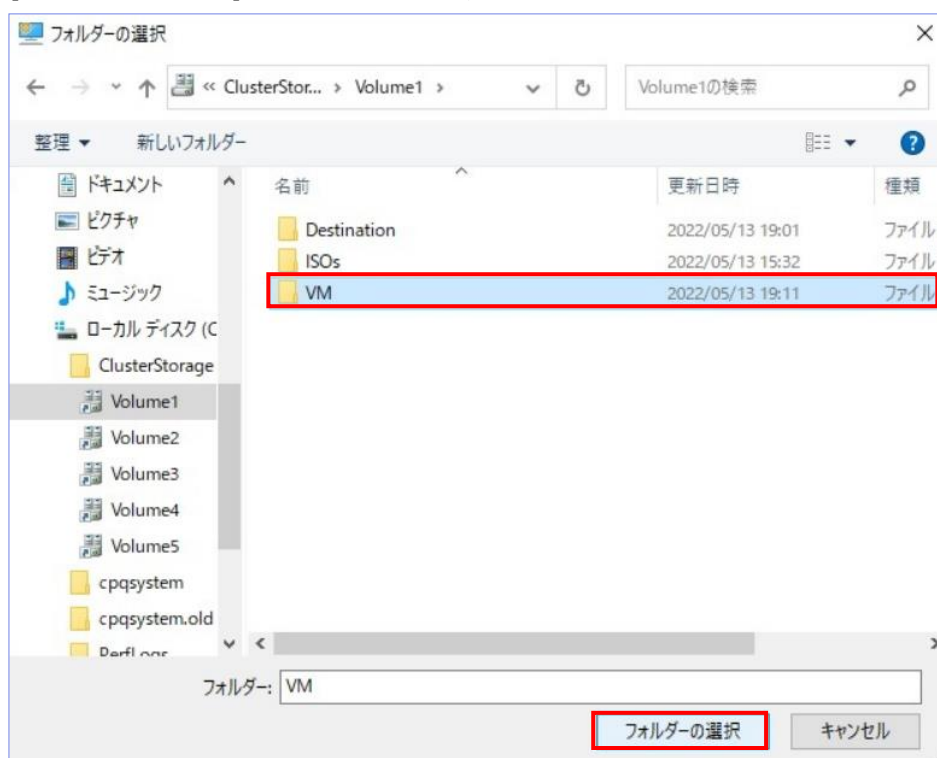 フォルダーの選択
« ClusterStor... › Volume1 ›
Volume1の検索
整理
新しいフォルダー
ドキュメント
ピクチャ
ビデオ
ミュージック
ローカル ディスク (C
ClusterStorage
Volume1
Volume2
Volume3
Volume4
Volume5
cpqsystem
cpqsystem.old
PerfLogs
名前 更新日時 種類
Destination 2022/05/13 19:01 ファイル
ISOs 2022/05/13 15:32 ファイル
VM 2022/05/13 19:11 ファイル
フォルダー: VM
フォルダーの選択 キャンセル